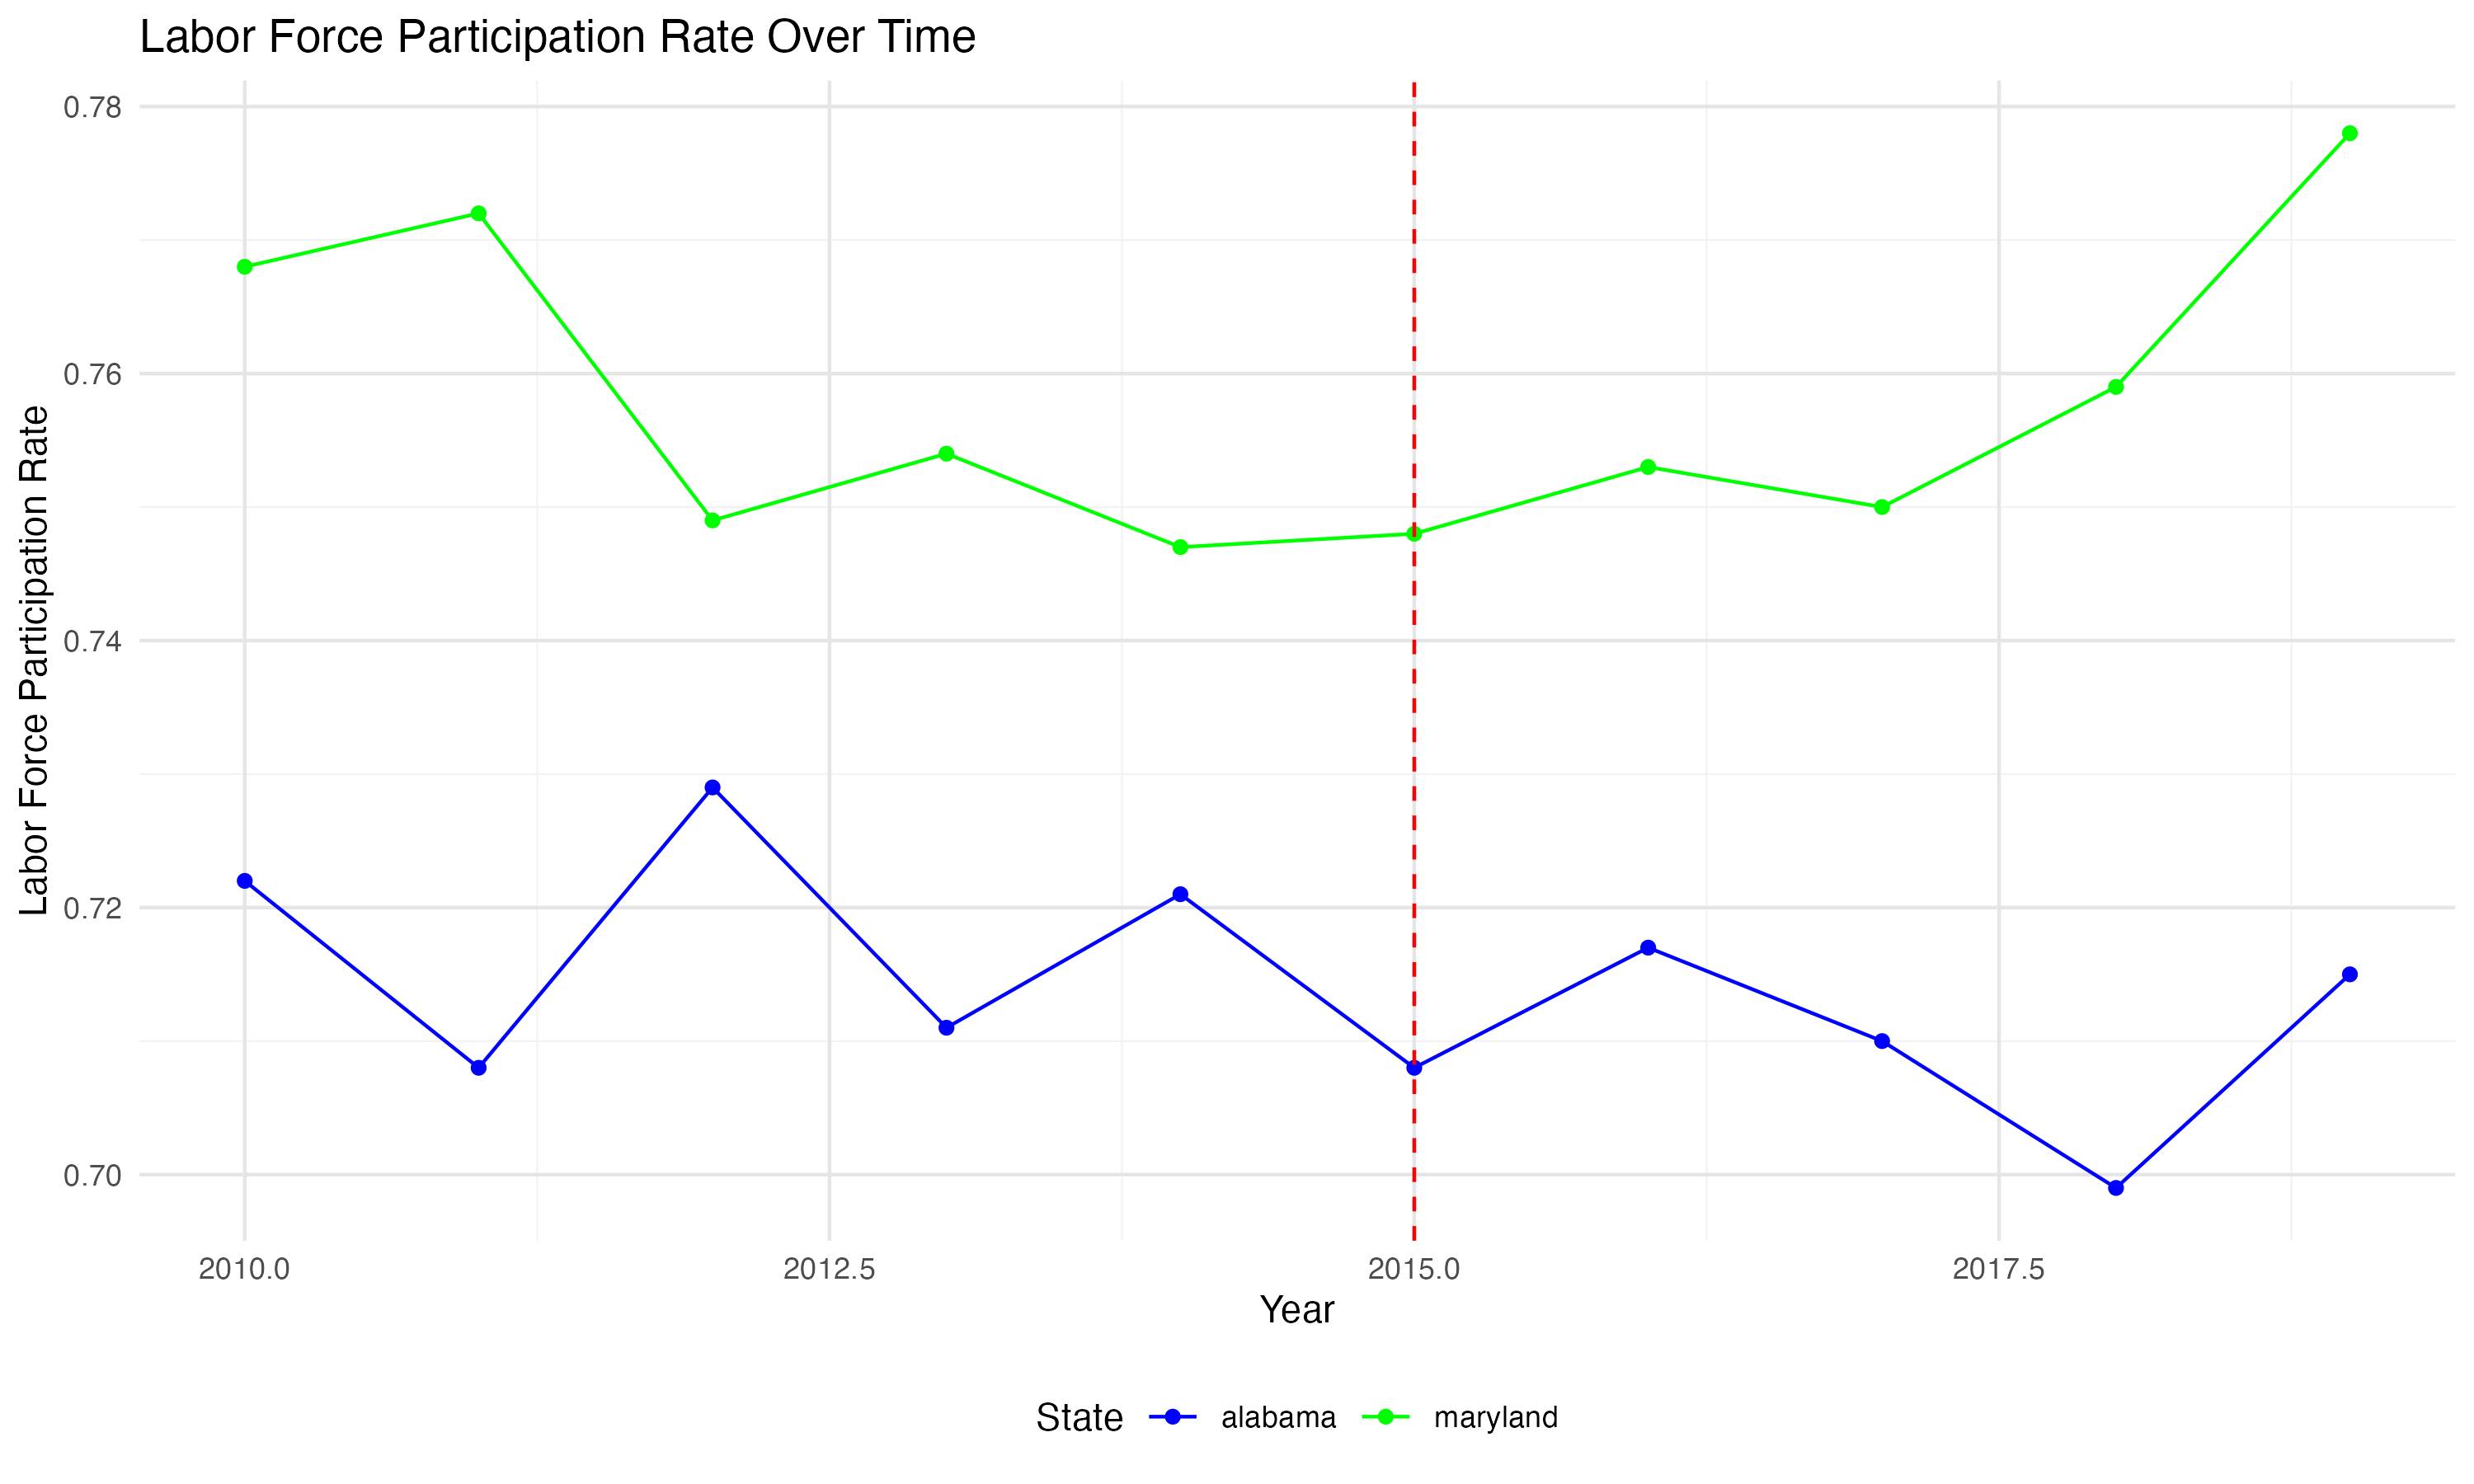 Labor Force Participation Rate Over Time
Labor Force Participation Rate
0.78
0.76
0.74
0.72
0.70
2010.0 2012.5 2015.0 2017.5
Year
State alabama maryland